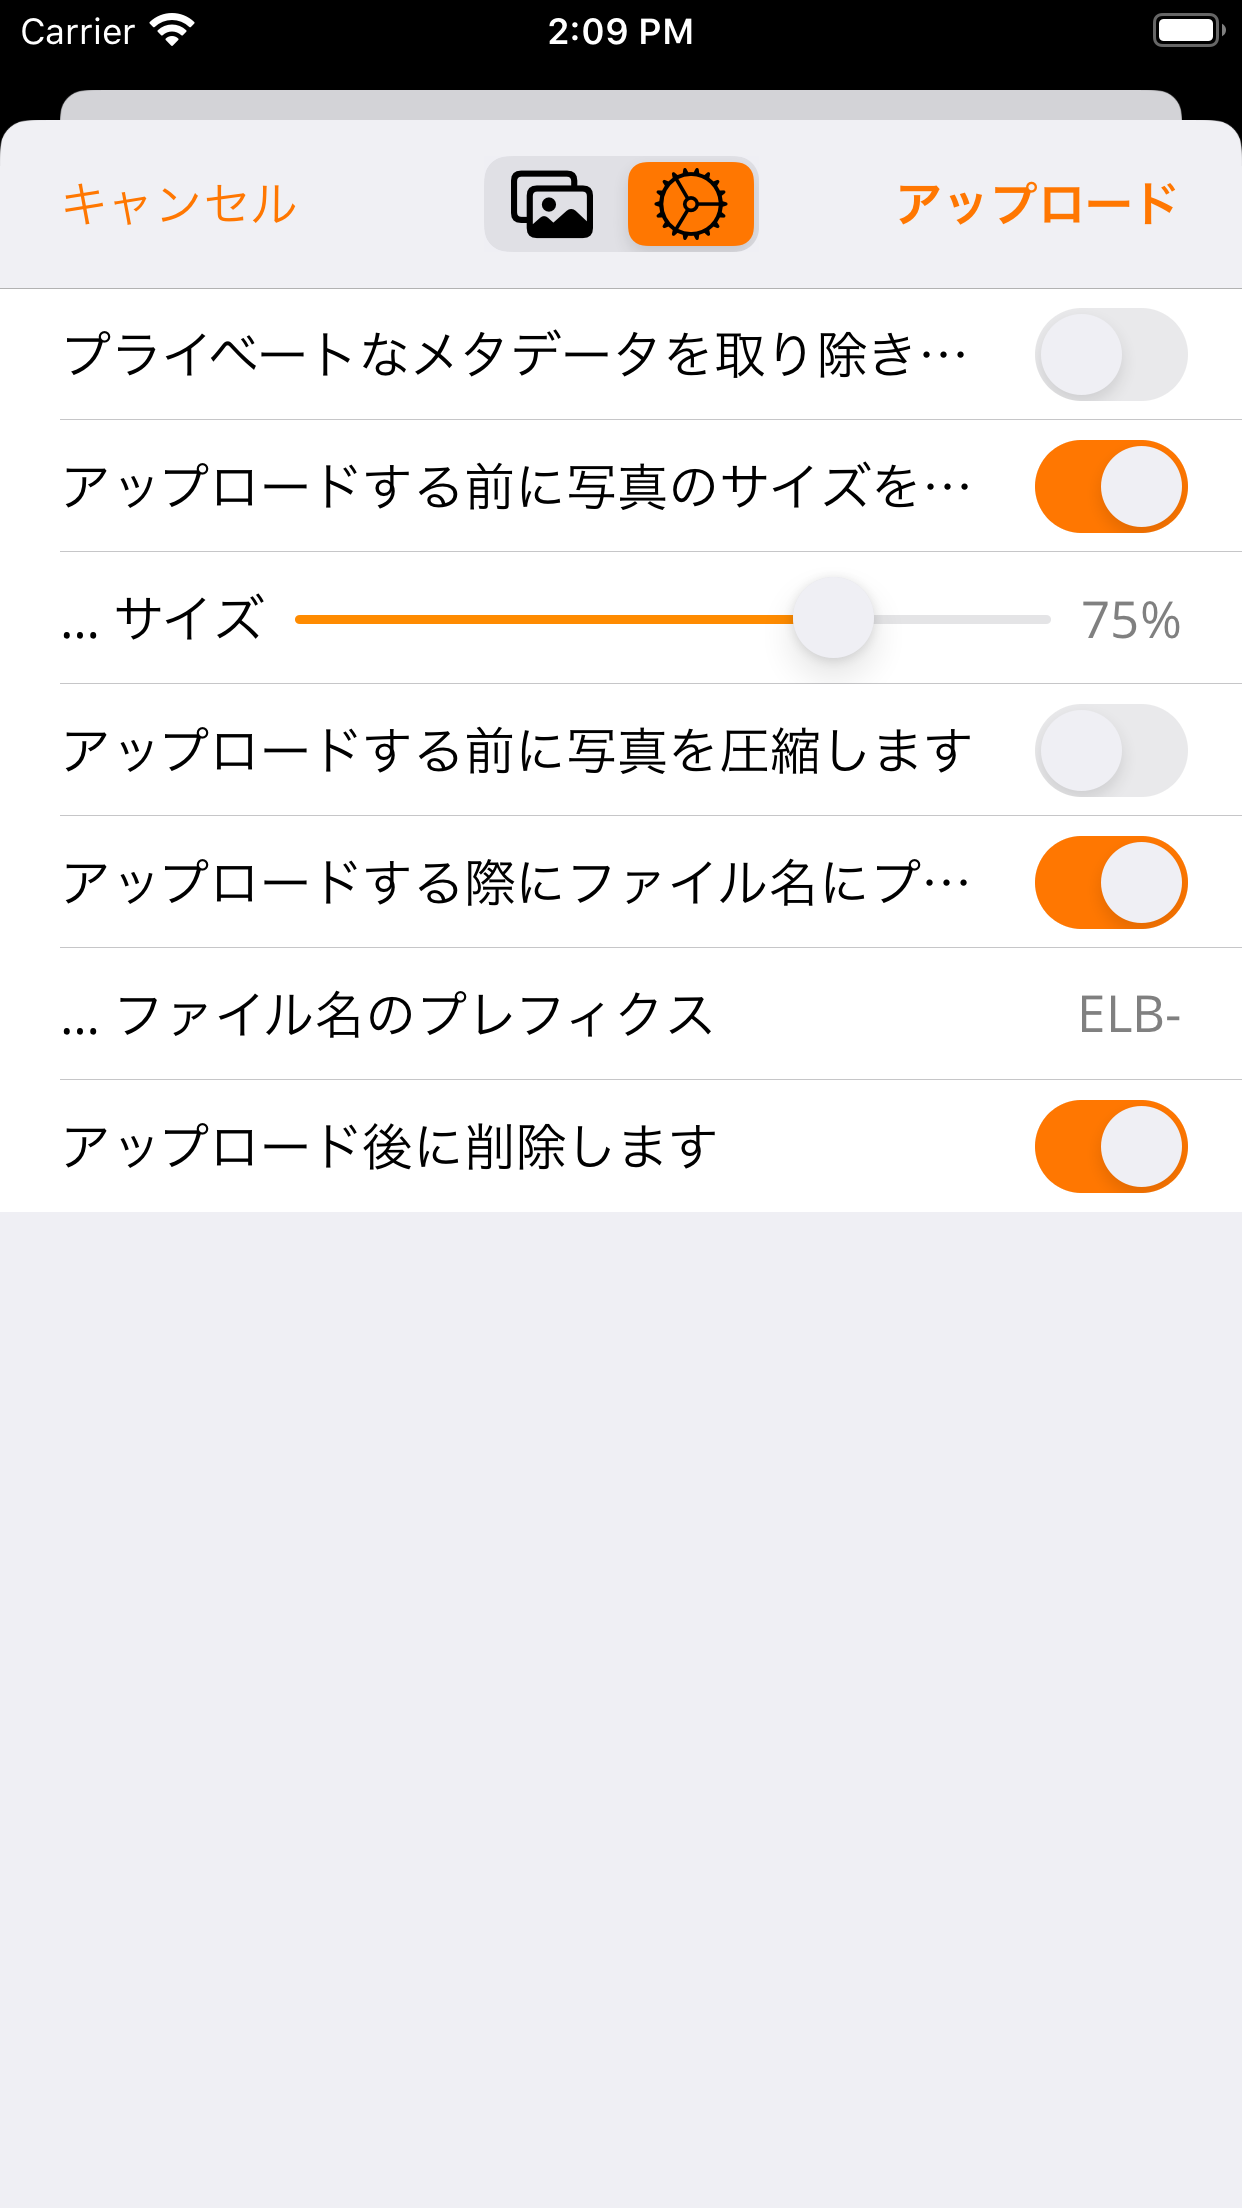 Carrier 2:09 PM
キャンセル アップロード
プライベートなメタデータを取り除き…
アップロードする前に写真のサイズを…
... サイズ 75%
アップロードする前に写真を圧縮します
アップロードする際にファイル名にプ…
... ファイル名のプレフィクス ELB-
アップロード後に削除します